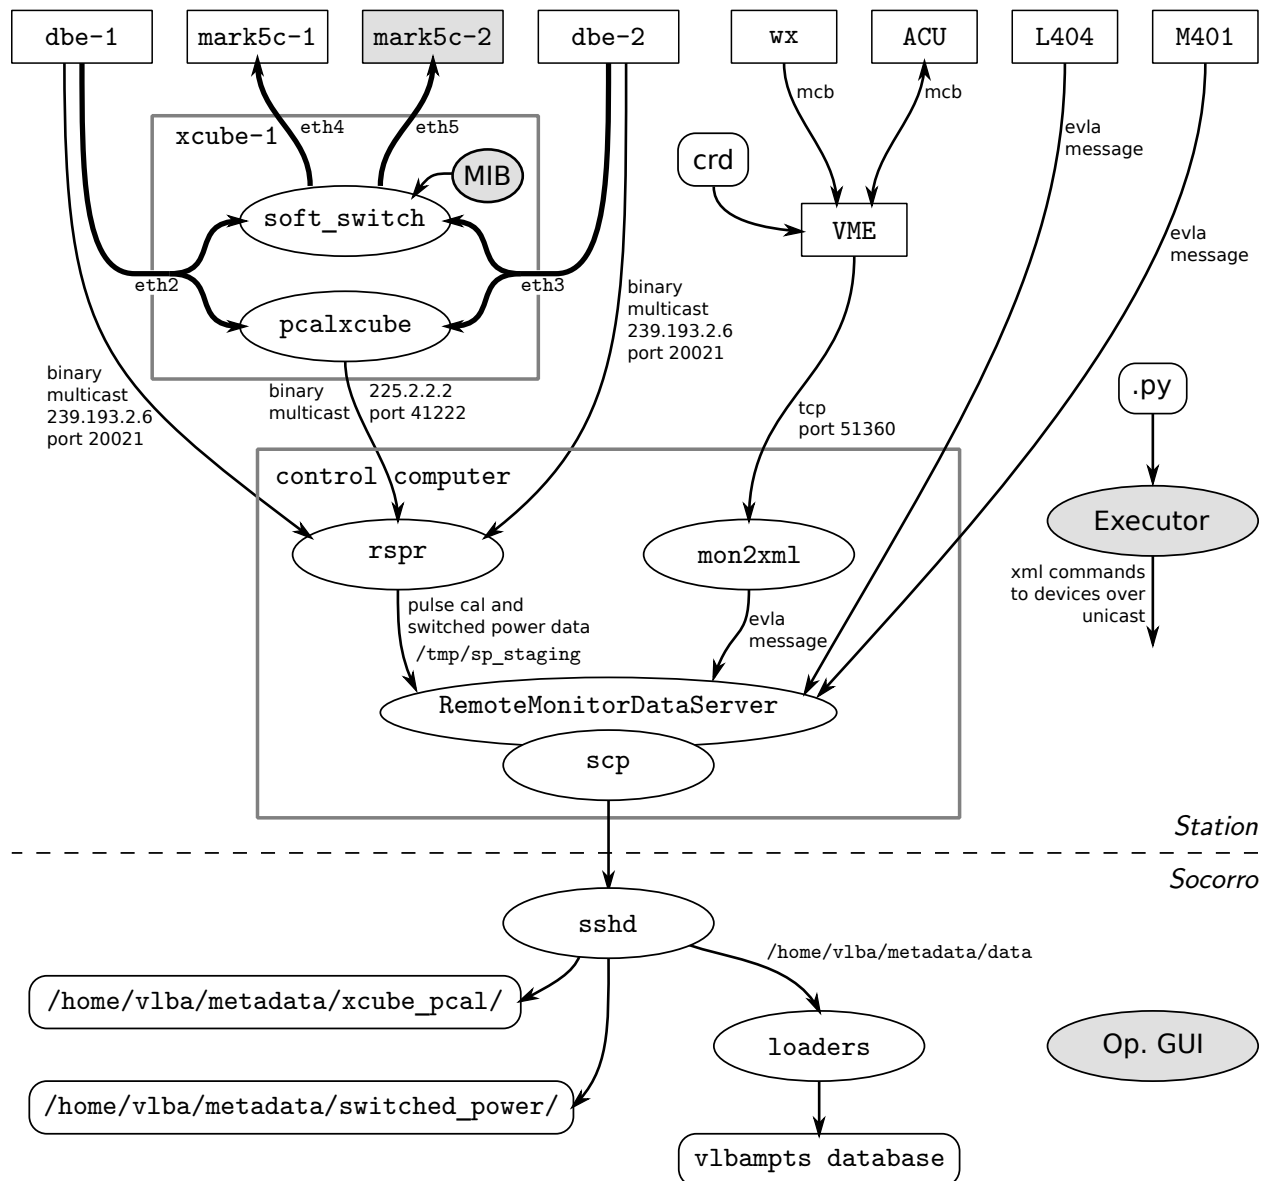 dbe-1
mark5c-1
mark5c-2
dbe-2
wx
ACU
L404
M401
mcb
mcb
eth4
eth5
xcube-1
evla
message
crd
MIB
soft_switch
VME
evla
message
eth2
eth3
binary
multicast
239.193.2.6
port 20021
pcalxcube
binary
multicast
239.193.2.6
port 20021
binary
multicast
225.2.2.2
port 41222
.py
tcp
port 51360
control computer
Executor
rspr
mon2xml
xml commands
to devices over
unicast
pulse cal and
switched power data
/tmp/sp_staging
evla
message
RemoteMonitorDataServer
scp
Station
Socorro
sshd
/home/vlba/metadata/data
/home/vlba/metadata/xcube_pcal/
loaders
Op. GUI
/home/vlba/metadata/switched_power/
vlbampts database